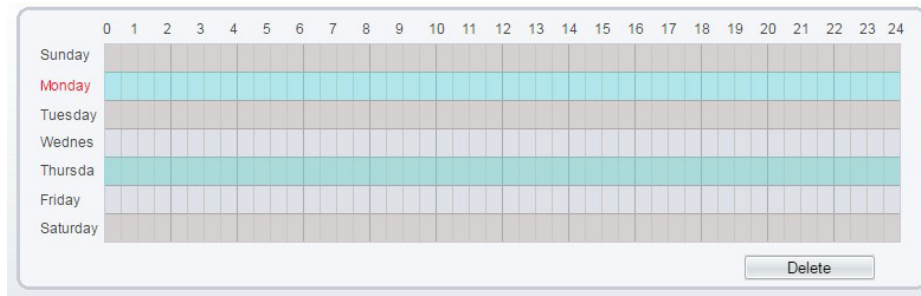 0 1 2 3 4 5 6 7 8 9 10 11 12 13 14 15 16 17 18 19 20 21 22 23 24
Sunday
Monday
Tuesday
Wednes
Thursda
Friday
Saturday
Delete